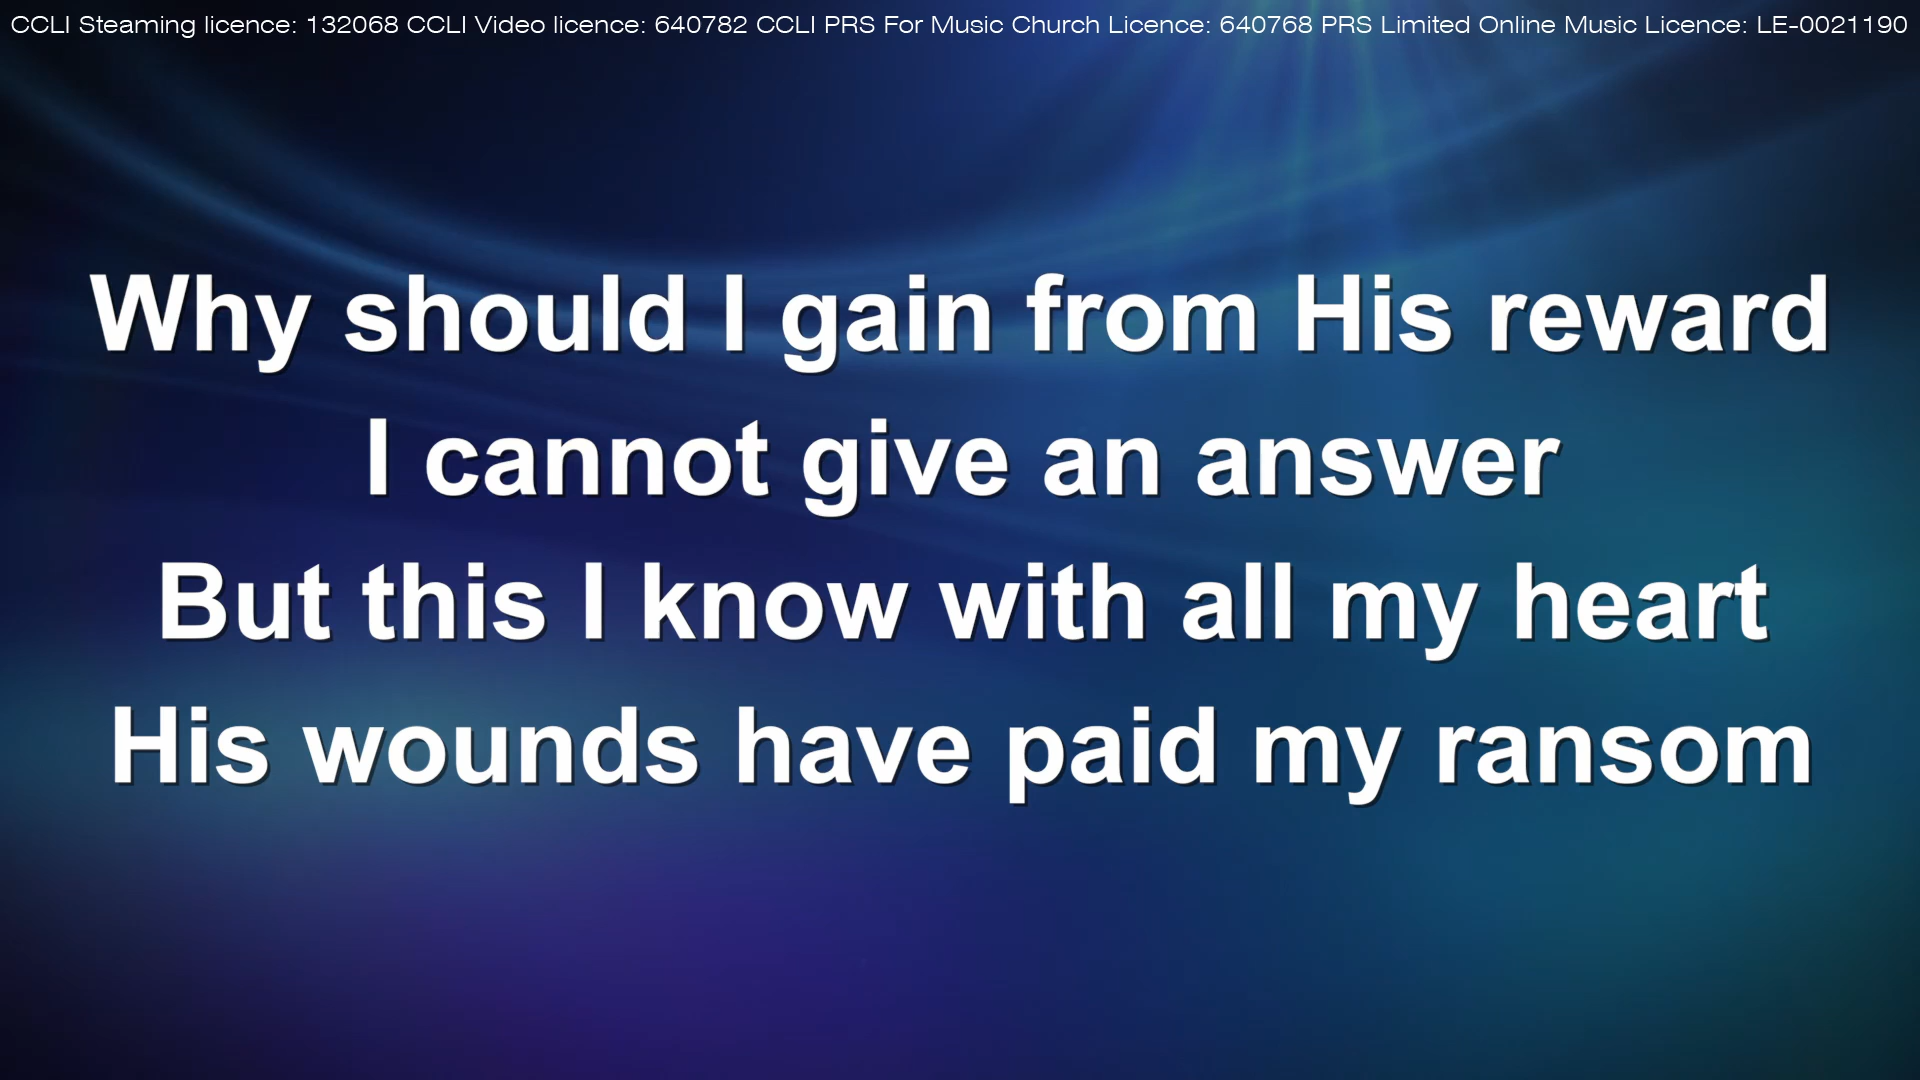 CCLI Steaming licence: 132068 CCLI Video licence: 640782 CCLI PRS For Music Church Licence: 640768 PRS Limited Online Music Licence: LE-0021190
Why should I gain from His reward
I cannot give an answer
But this I know with all my heart
His wounds have paid my ransom